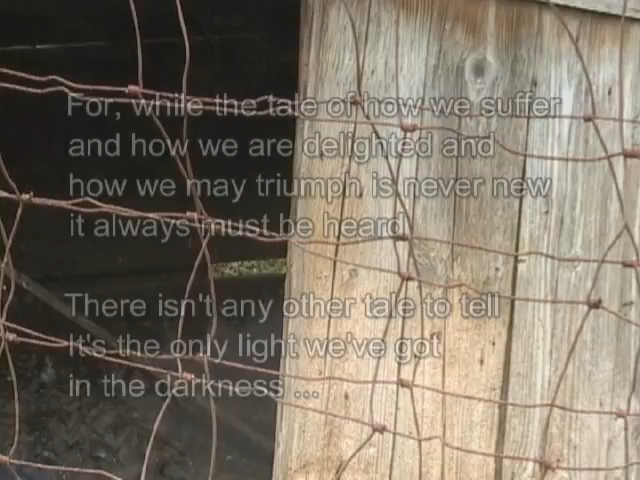 For, while the tale of how we suffer
and how we are delighted and
how we may triumph is never new
it always must be heard
There isn't any other tale to tell
It's the only light we've got
in the darkness ...